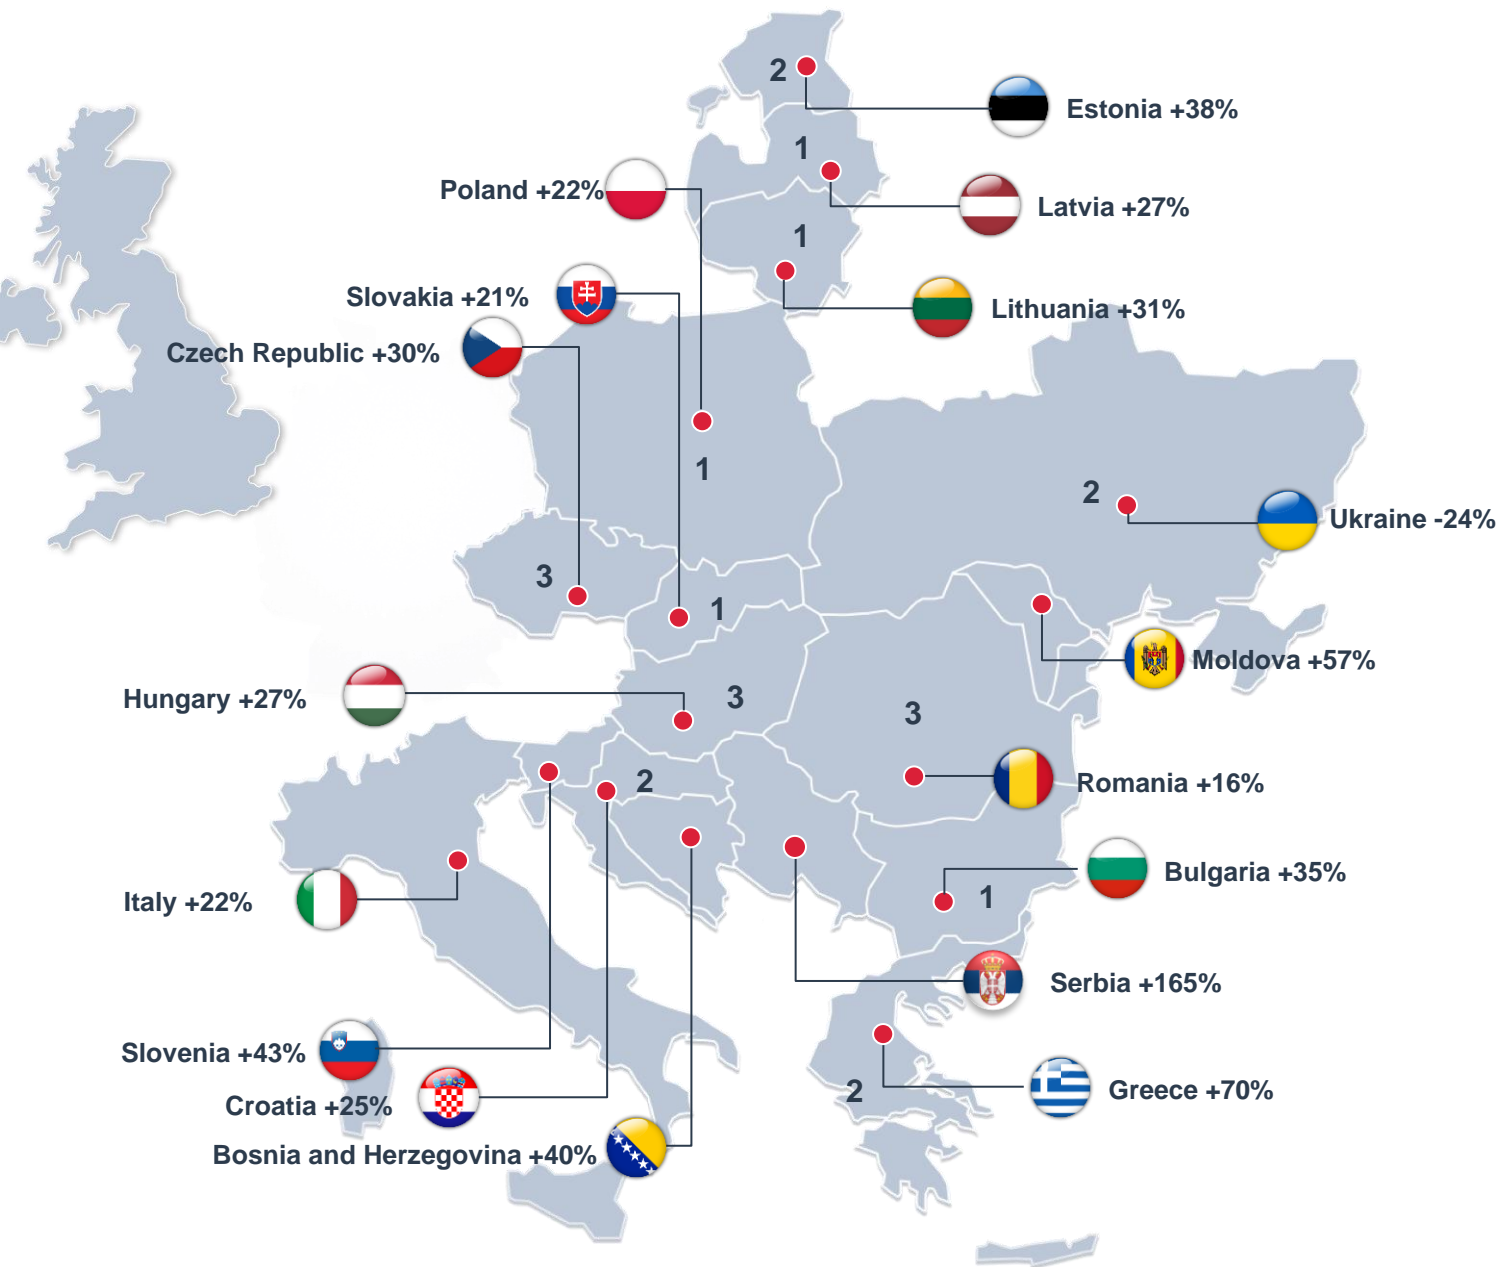 2
Estonia +38%
1
Poland +22%
Latvia +27%
1
Slovakia +21%
Lithuania +31%
Czech Republic +30%
1
2
Ukraine -24%
3
1
Moldova +57%
Hungary +27%
3
3
2
Romania +16%
Bulgaria +35%
1
Italy +22%
Serbia +165%
Slovenia +43%
2
Greece +70%
Croatia +25%
Bosnia and Herzegovina +40%